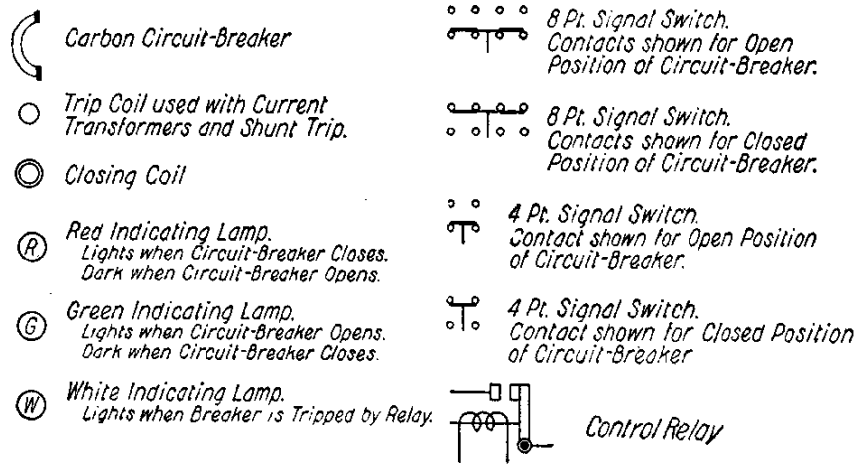 Carbon Circuit-Breaker
Trip Coil used with Current
Transformers and Shunt Trip.
Closing Coil
R
Red Indicating Lamp.
Lights when Circuit-Breaker Closes.
Dark when Circuit-Breaker Opens.
G
Green Indicating Lamp.
Lights when Circuit-Breaker Opens.
Dark when Circuit-Breaker Closes.
W
White Indicating Lamp.
Lights when Breaker is Tripped by Relay.
8 Pt. Signal Switch.
Contacts shown for Open
Position of Circuit-Breaker.
8 Pt. Signal Switch.
Contacts shown for Closed
Position of Circuit-Breaker.
4 Pt. Signal Switch.
Contact shown for Open Position
of Circuit-Breaker.
4 Pt. Signal Switch.
Contact shown for Closed Position
of Circuit-Breaker
Control Relay